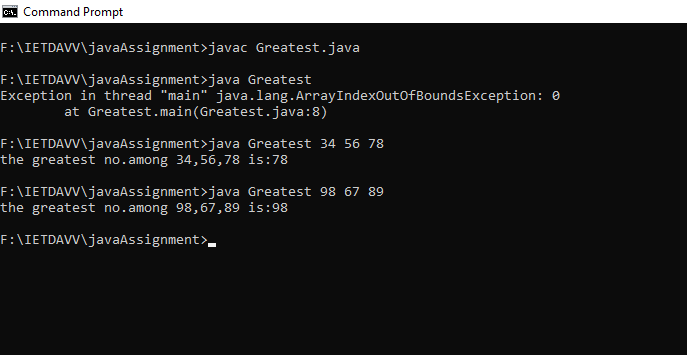 Command Prompt
F:\IETDAVV\javaAssignment>javac Greatest.java
F:\IETDAVV\javaAssignment>java Greatest
Exception in thread "main" java.lang.ArrayIndexOutOfBoundsException: 0
        at Greatest.main(Greatest.java:8)
F:\IETDAVV\javaAssignment>java Greatest 34 56 78
the greatest no.among 34,56,78 is:78
F:\IETDAVV\javaAssignment>java Greatest 98 67 89
the greatest no.among 98,67,89 is:98
F:\IETDAVV\javaAssignment>